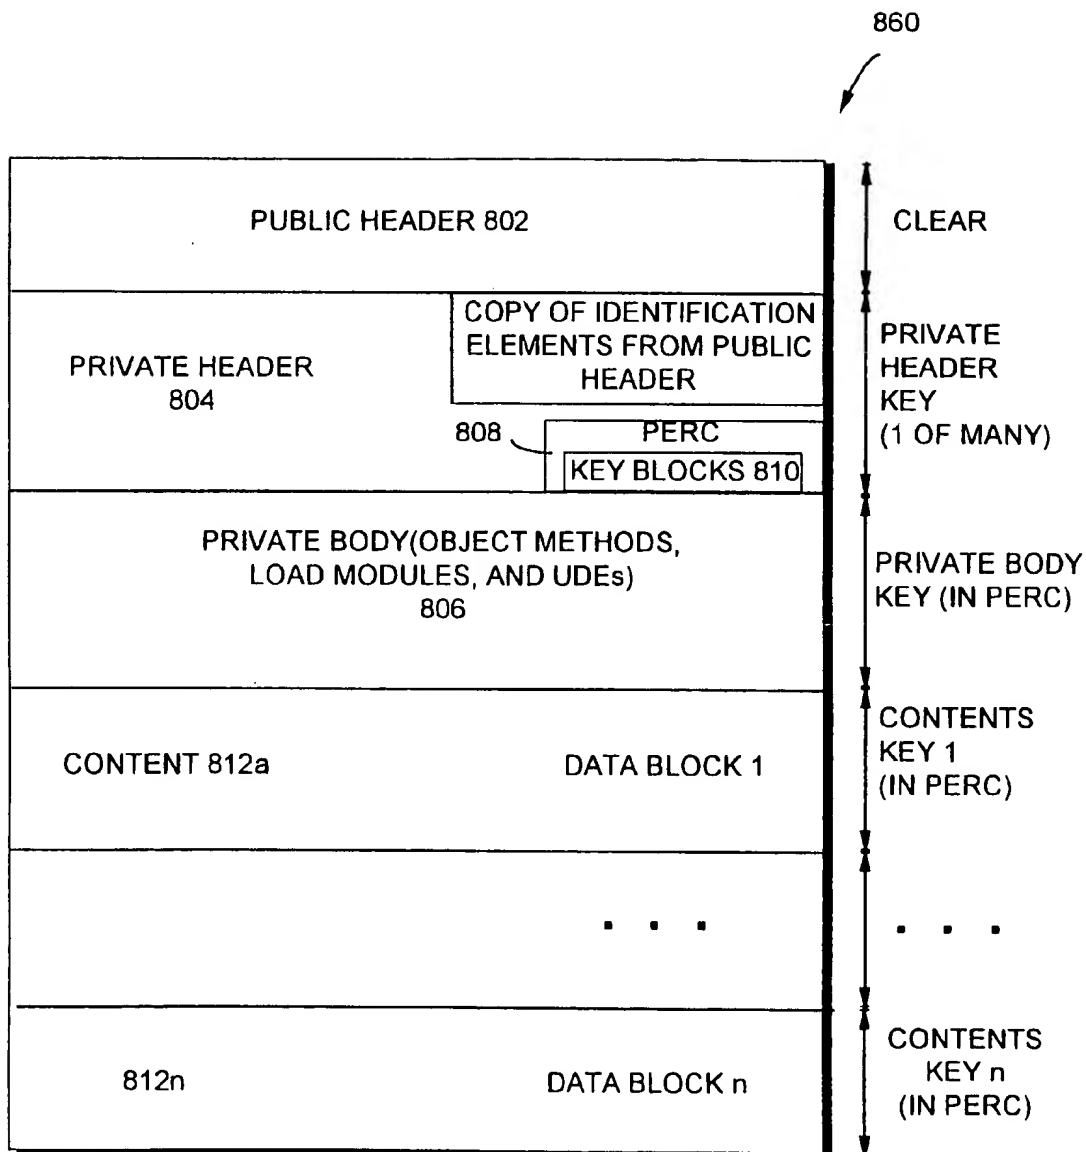 860
PUBLIC HEADER 802
CLEAR
PRIVATE HEADER
804
COPY OF IDENTIFICATION
ELEMENTS FROM PUBLIC
HEADER
808
PERC
KEY BLOCKS 810
PRIVATE
HEADER
KEY
(1 OF MANY)
PRIVATE BODY(OBJECT METHODS,
LOAD MODULES, AND UDEs)
806
PRIVATE BODY
KEY (IN PERC)
CONTENT 812a
DATA BLOCK 1
CONTENTS
KEY 1
(IN PERC)
. . .
. . .
812n
DATA BLOCK n
CONTENTS
KEY n
(IN PERC)